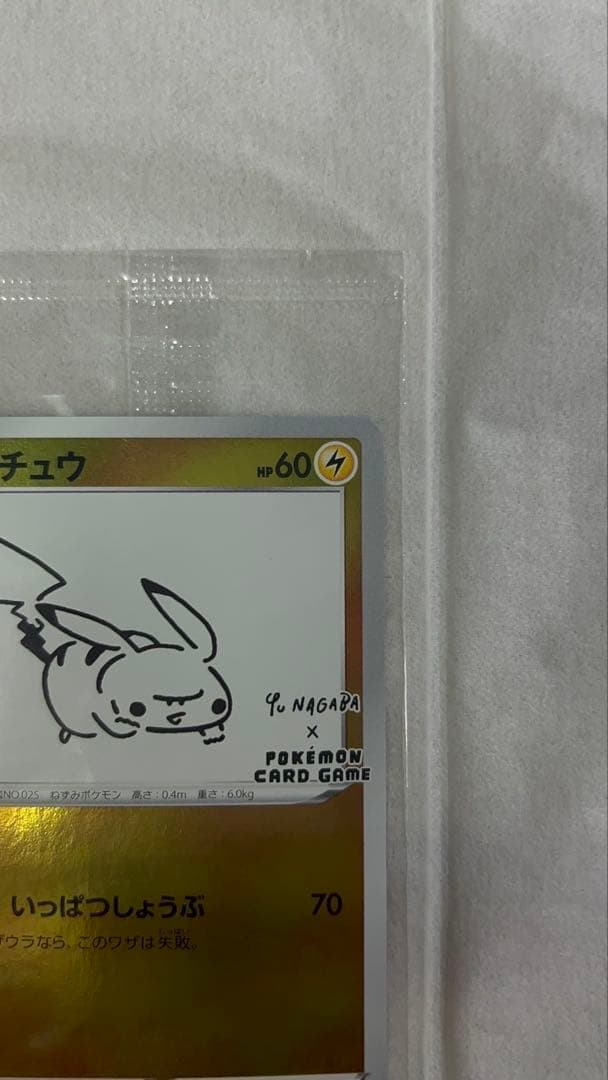 チュウ HP60
YU NAGABA
×
POKÉMON
CARD GAME
NO.025 ねずみポケモン 高さ:0.4m 重さ:6.0kg
いっぱつしょうぶ 70
ウラなら、このワザは失敗。